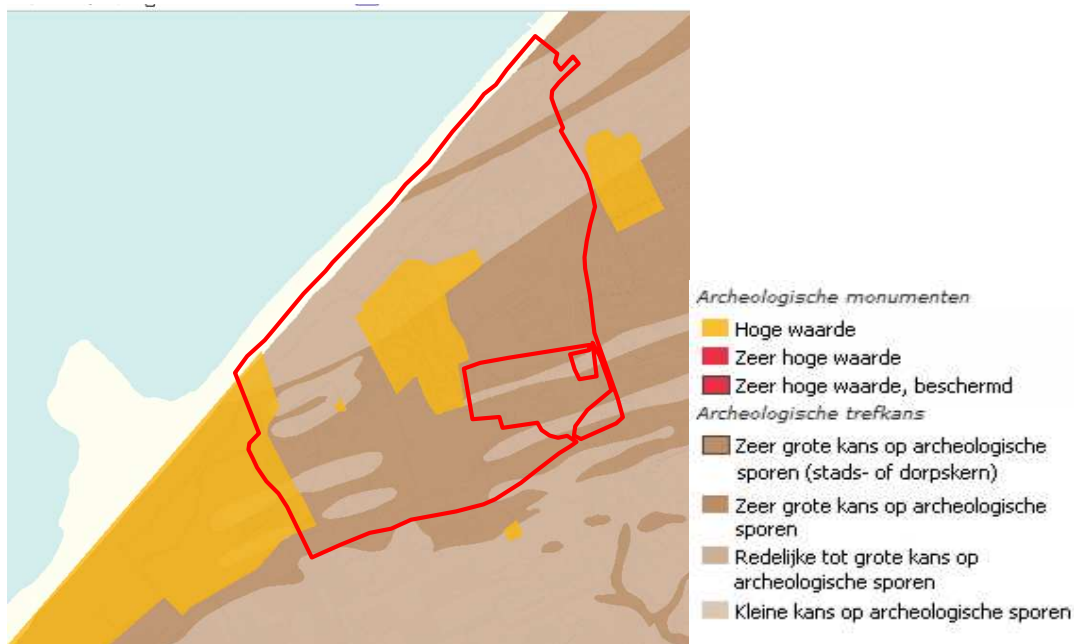 Archeologische monumenten
Hoge waarde
Zeer hoge waarde
Zeer hoge waarde, beschermd
Archeologische trefkans
Zeer grote kans op archeologische
sporen (stads- of dorpskern)
Zeer grote kans op archeologische
sporen
Redelijke tot grote kans op
archeologische sporen
Kleine kans op archeologische sporen